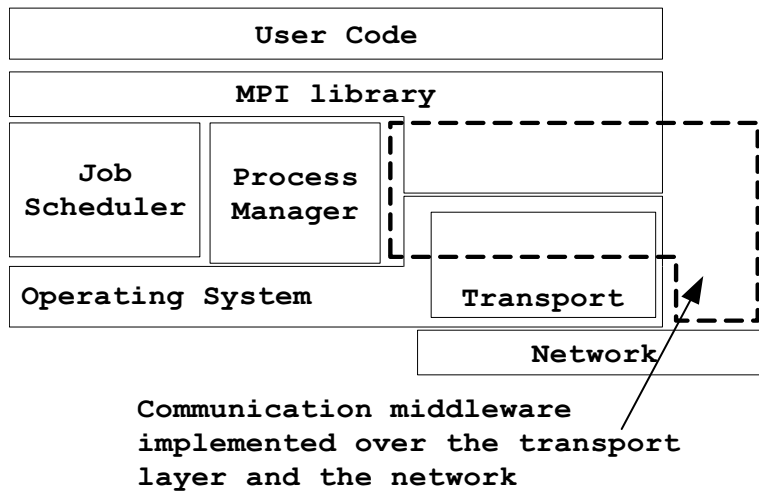 User Code
MPI library
Job
Scheduler
Process
Manager
Operating System
Transport
Network
Communication middleware
implemented over the transport
layer and the network